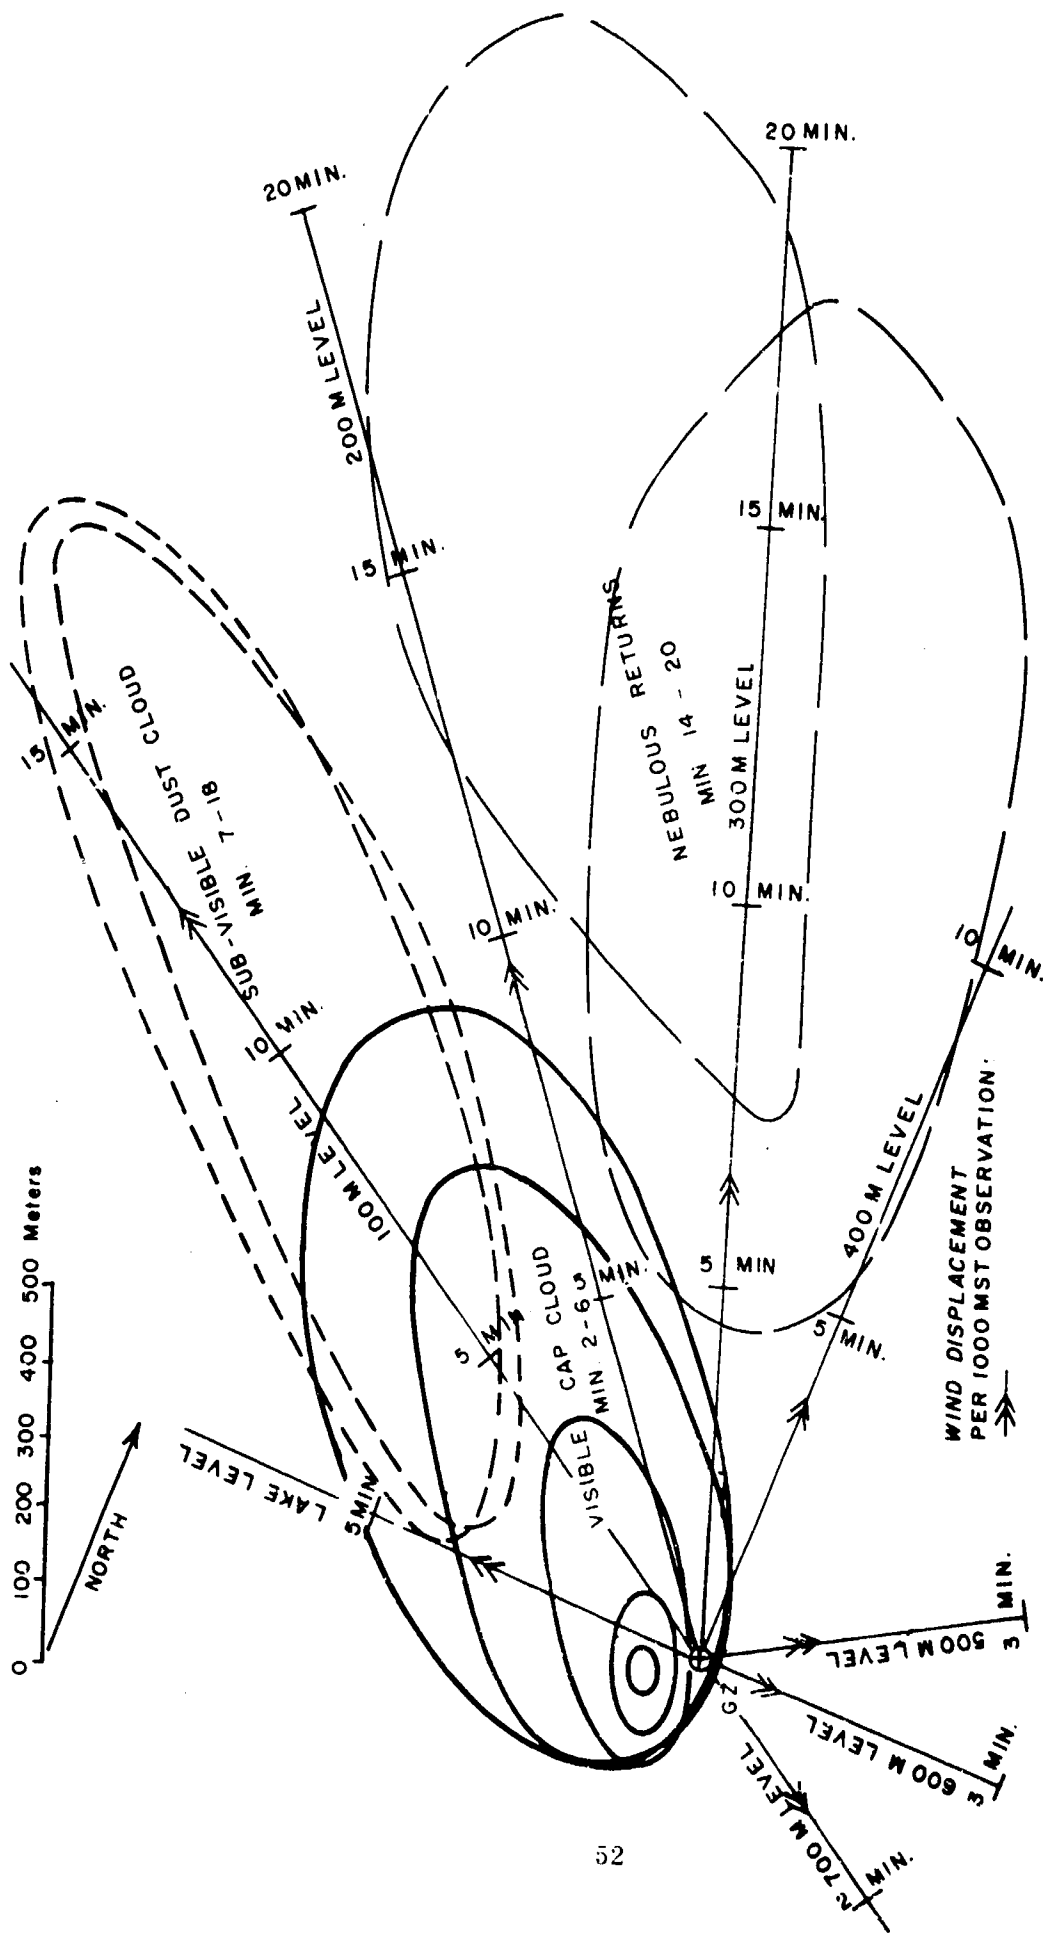 0 100 200 300 400 500 Meters
NORTH
LAKE LEVEL
5 MIN
100 M LEVEL
5 MIN
10 MIN.
15 MIN.
SUB-VISIBLE DUST CLOUD
MIN 7-18
200 M LEVEL
5 MIN.
10 MIN.
15 MIN.
20 MIN.
VISIBLE CAP CLOUD
MIN. 2-6
NEBULOUS RETURNS
MIN 14 - 20
300 M LEVEL
5 MIN
10 MIN.
15 MIN.
20 MIN.
400 M LEVEL
5 MIN.
10 MIN.
500 M LEVEL
3 MIN.
600 M LEVEL
3 MIN.
700 M LEVEL
2 MIN.
GZ
WIND DISPLACEMENT
PER 1000 MST OBSERVATION.
52